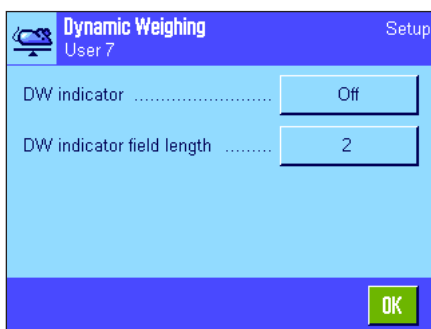 Dynamic Weighing Setup
User 7
DW indicator .......................... Off
DW indicator field length ......... 2
OK